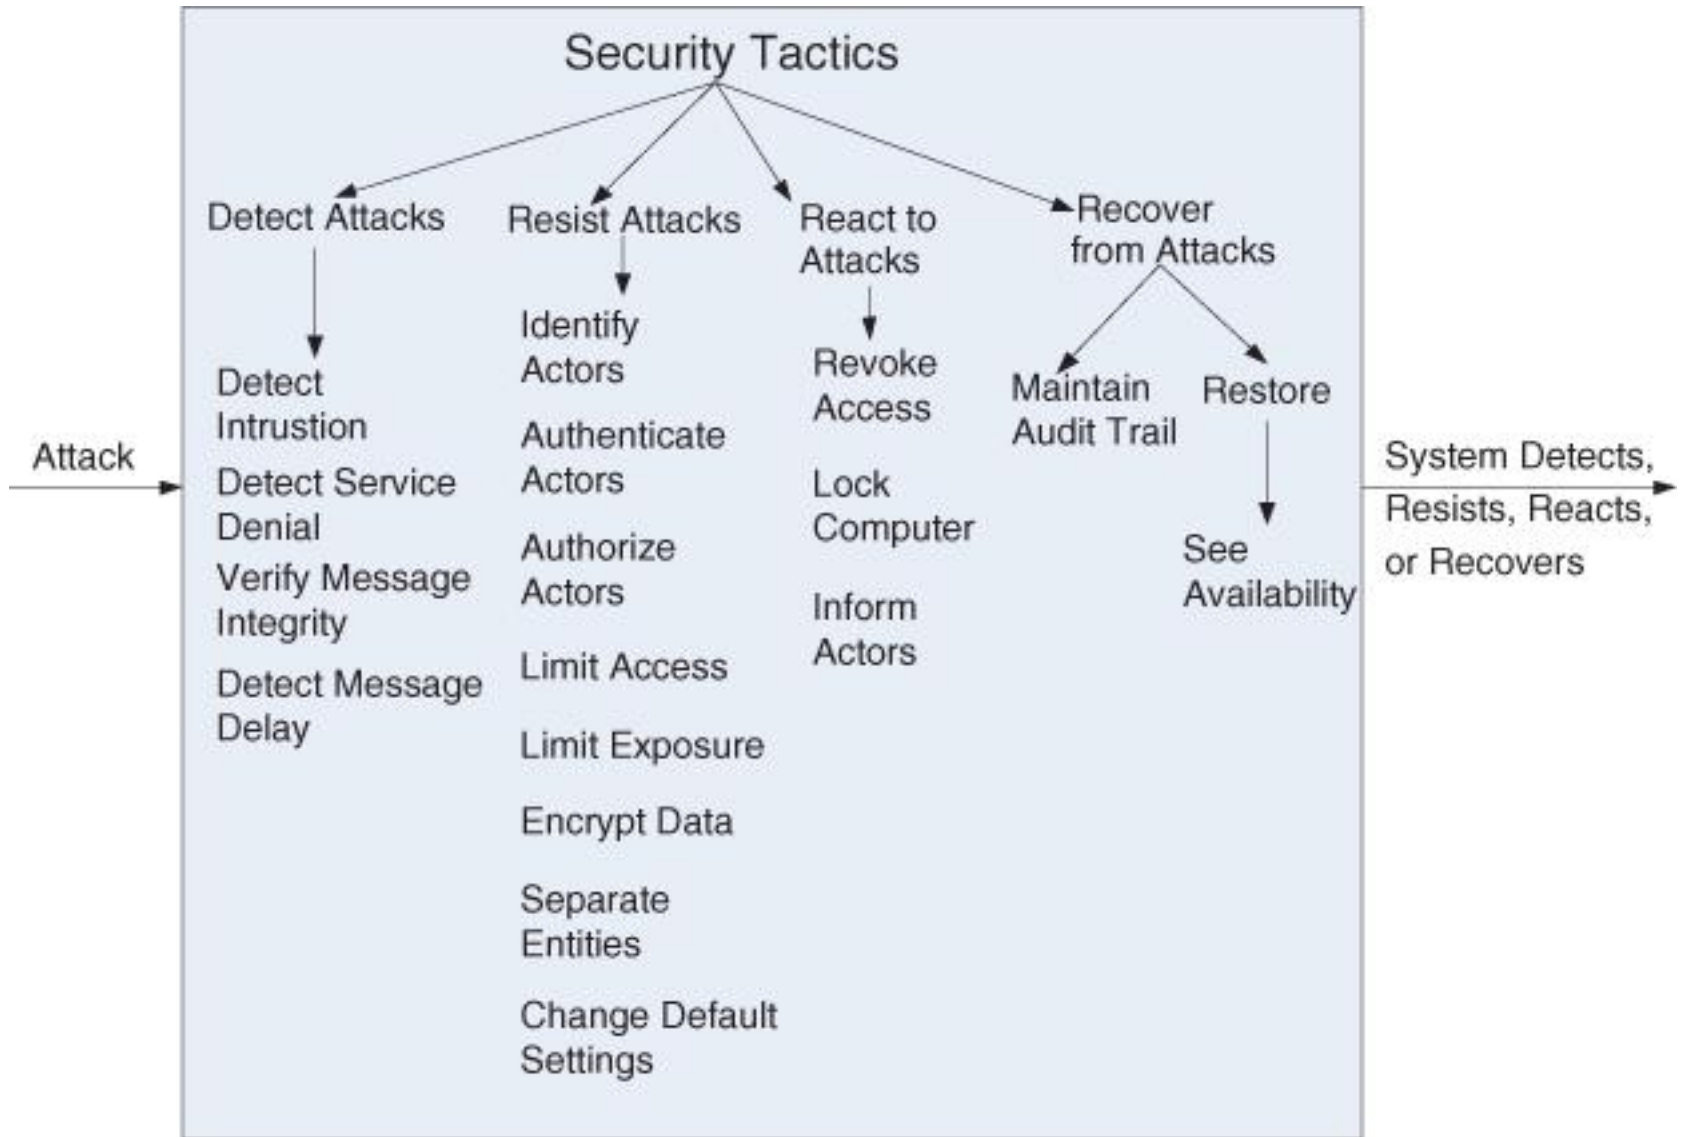 Security Tactics
Attack
Detect Attacks
Detect
Intrustion
Detect Service
Denial
Verify Message
Integrity
Detect Message
Delay
Resist Attacks
Identify
Actors
Authenticate
Actors
Authorize
Actors
Limit Access
Limit Exposure
Encrypt Data
Separate
Entities
Change Default
Settings
React to
Attacks
Revoke
Access
Lock
Computer
Inform
Actors
Recover
from Attacks
Maintain
Audit Trail
Restore
See
Availability
System Detects,
Resists, Reacts,
or Recovers